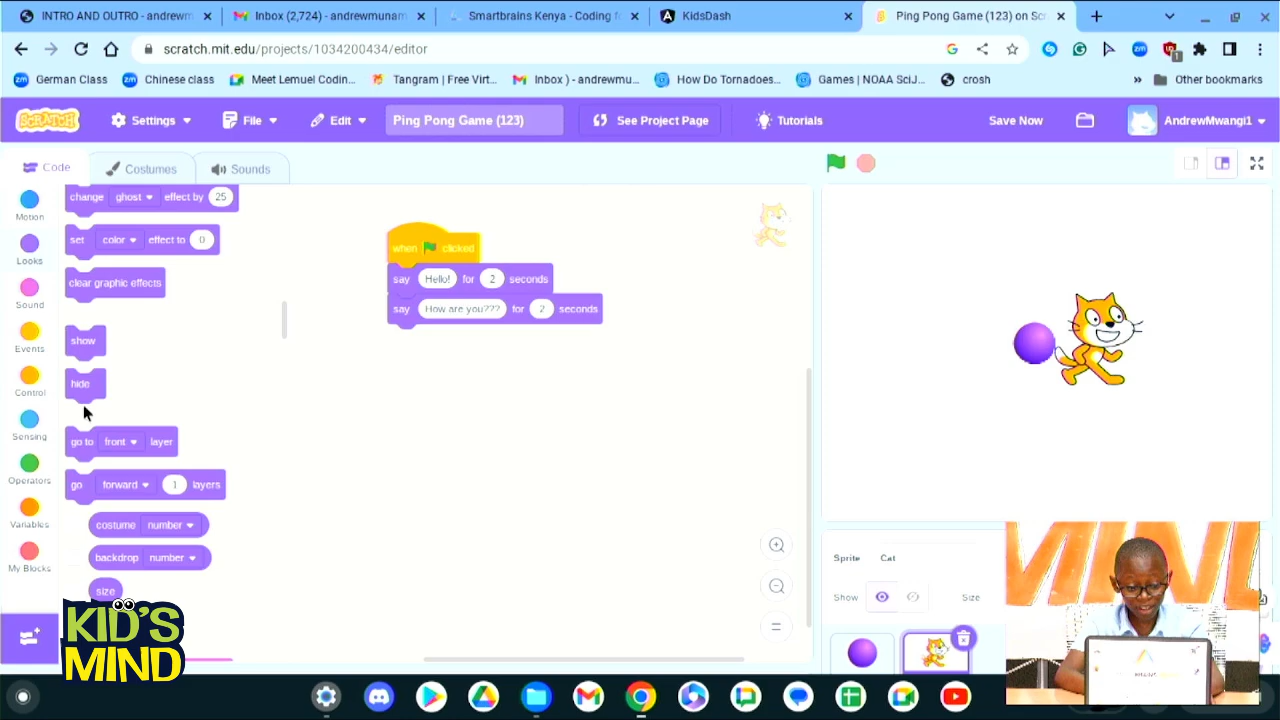 INTRO AND OUTRO - andrewm
Inbox (2,724) - andrewmunam
Smartbrains Kenya - Coding fo
KidsDash
Ping Pong Game (123) on Scr
scratch.mit.edu/projects/1034200434/editor
German Class
Chinese class
Meet Lemuel Codin...
Tangram | Free Virt...
Inbox ) - andrewmu...
How Do Tornadoes...
Games | NOAA SciJ...
crosh
»
Other bookmarks
SCRATCH
Settings
File
Edit
Ping Pong Game (123)
See Project Page
Tutorials
Save Now
AndrewMwangi1
Code
Costumes
Sounds
Motion
Looks
Sound
Events
Control
Sensing
Operators
Variables
My Blocks
change ghost effect by 25
set color effect to 0
clear graphic effects
show
hide
go to front layer
go forward 1 layers
costume number
backdrop number
size
when clicked
say Hello! for 2 seconds
say How are you??? for 2 seconds
Sprite Cat
Show
Size
KID'S
MIND
MIND